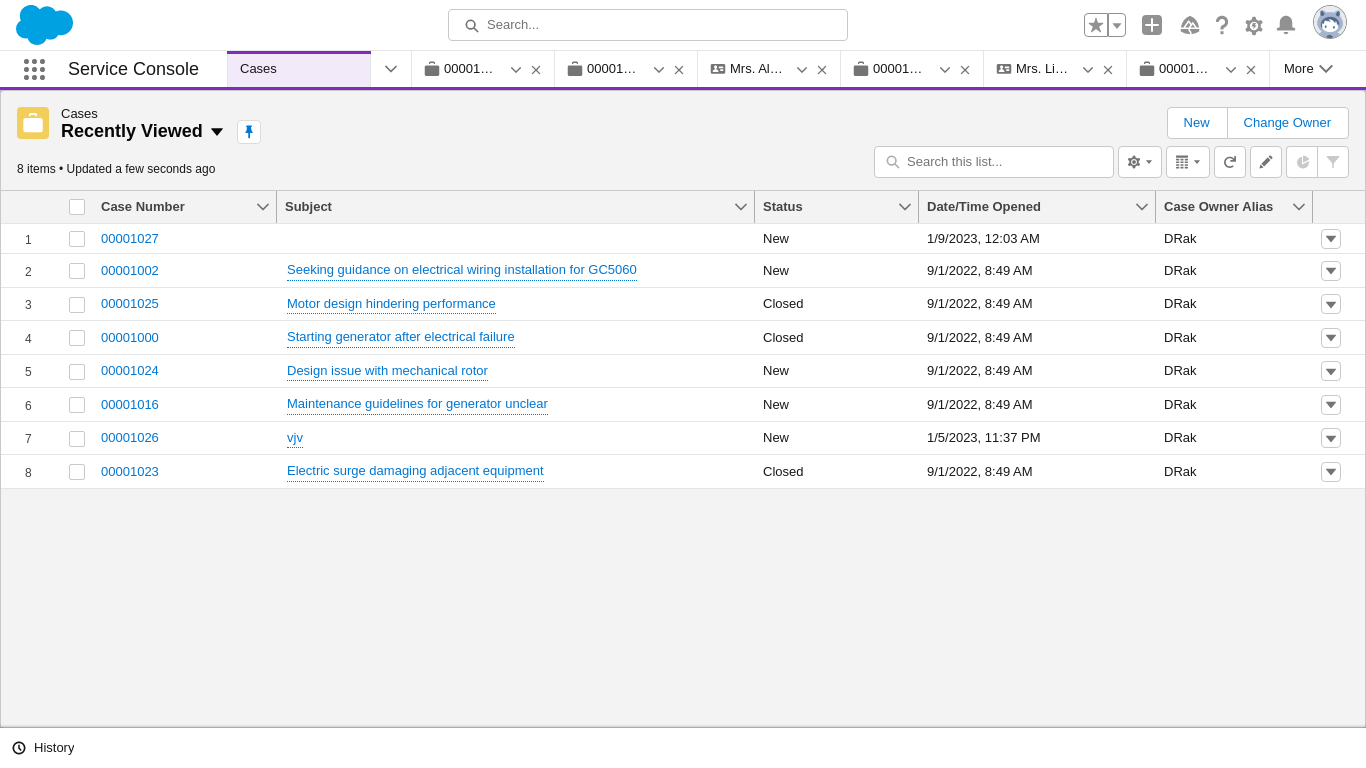 Search...
Service Console
Cases
00001…
00001…
Mrs. Al…
00001…
Mrs. Li…
00001…
More
Cases
Recently Viewed
New
Change Owner
8 items • Updated a few seconds ago
Search this list...
Case Number
Subject
Status
Date/Time Opened
Case Owner Alias
1 00001027 New 1/9/2023, 12:03 AM DRak
2 00001002 Seeking guidance on electrical wiring installation for GC5060 New 9/1/2022, 8:49 AM DRak
3 00001025 Motor design hindering performance Closed 9/1/2022, 8:49 AM DRak
4 00001000 Starting generator after electrical failure Closed 9/1/2022, 8:49 AM DRak
5 00001024 Design issue with mechanical rotor New 9/1/2022, 8:49 AM DRak
6 00001016 Maintenance guidelines for generator unclear New 9/1/2022, 8:49 AM DRak
7 00001026 vjv New 1/5/2023, 11:37 PM DRak
8 00001023 Electric surge damaging adjacent equipment Closed 9/1/2022, 8:49 AM DRak
History